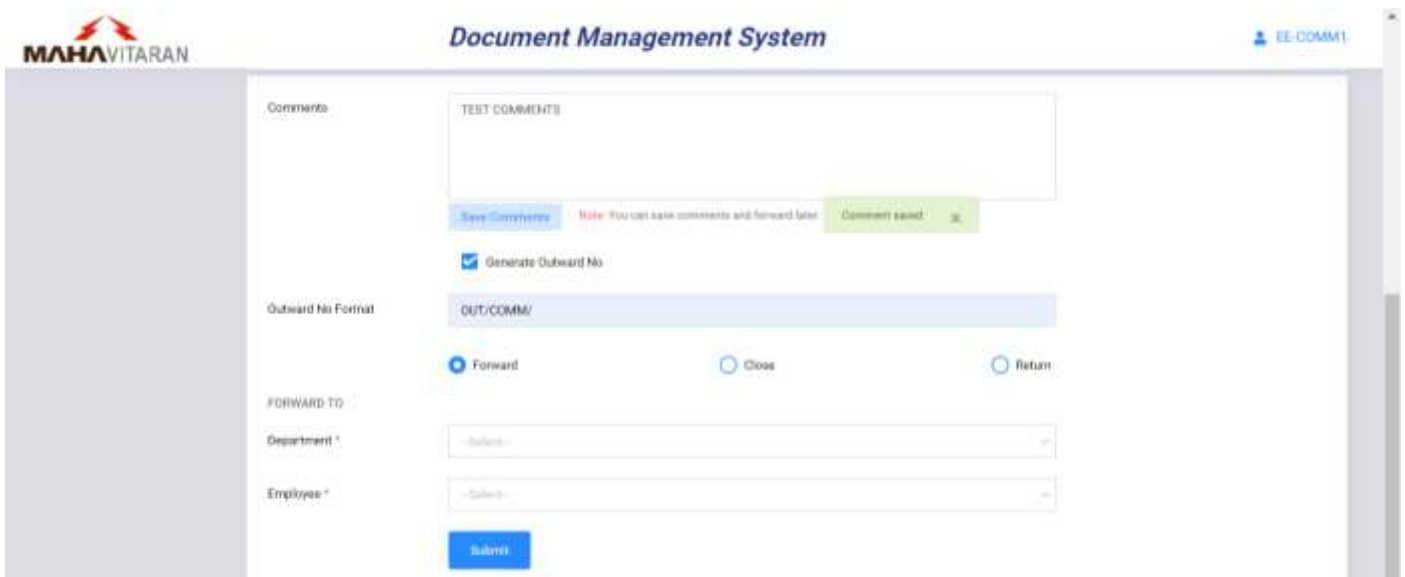 MAHAVITARAN
Document Management System
EE-COMM1
Comments
TEST COMMENTS
Save Comments Note: You can save comments and forward later Comment saved ×
Generate Outward No
Outward No Format OUT/COMM/
Forward Close Return
FORWARD TO
Department * --Select--
Employee * --Select--
Submit